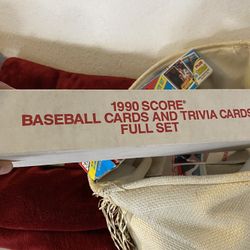 1990 SCORE®
BASEBALL CARDS AND TRIVIA CARDS
FULL SET